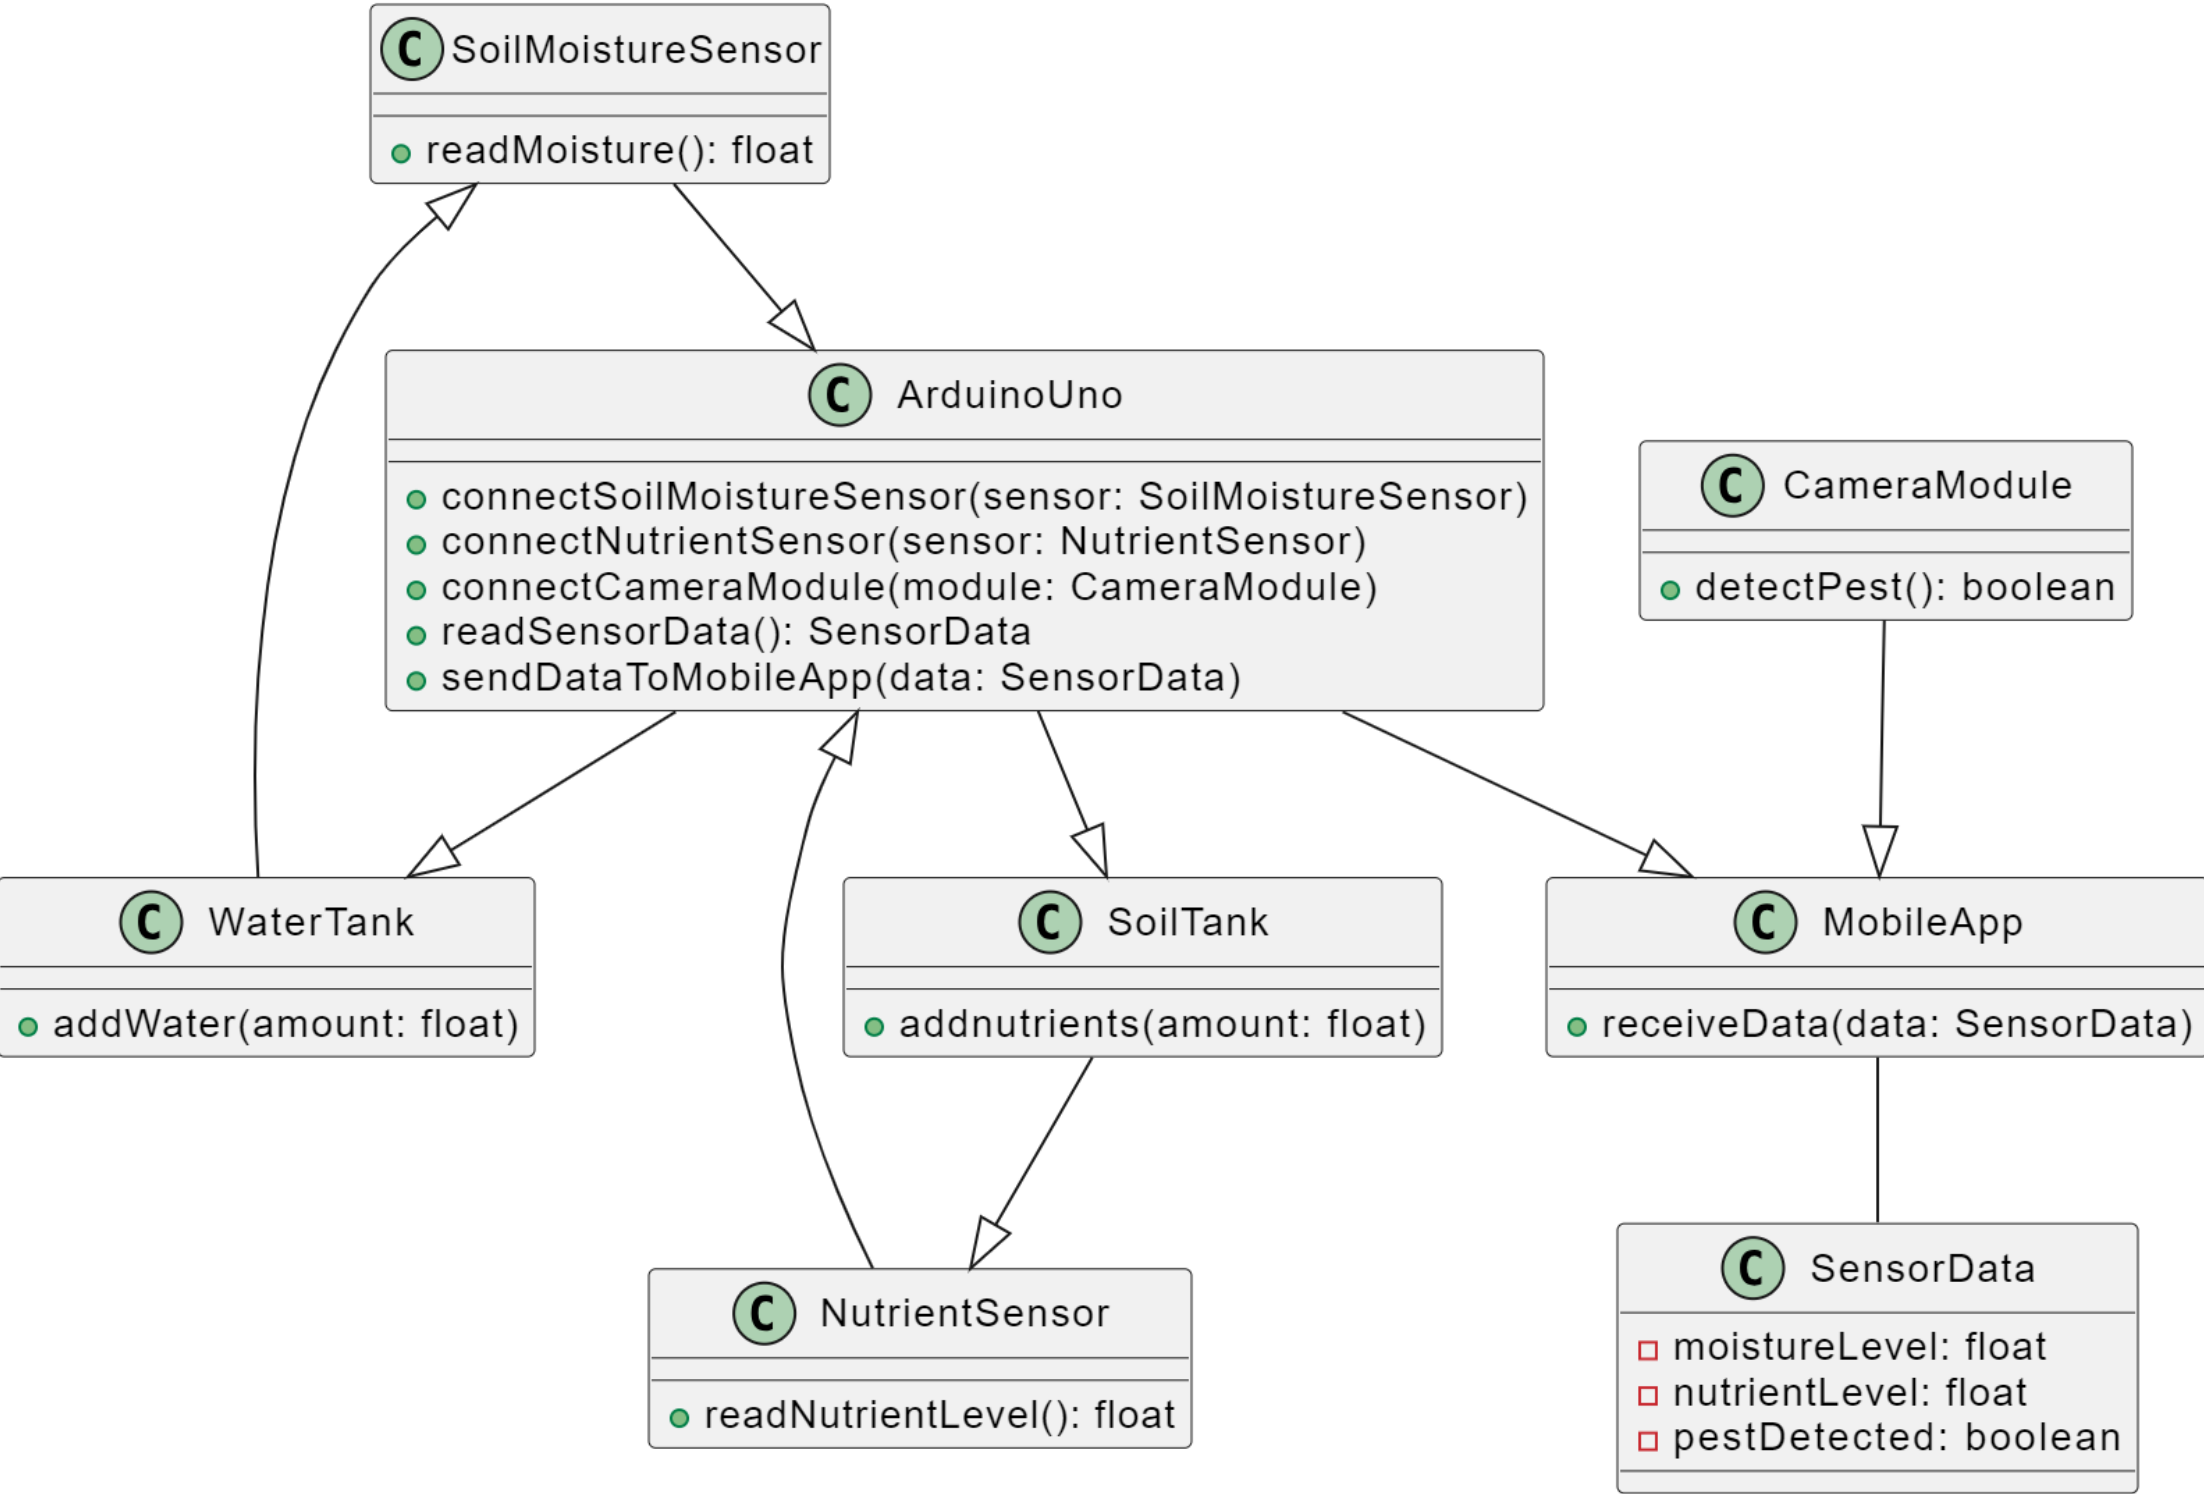 C SoilMoistureSensor
readMoisture(): float
C ArduinoUno
connectSoilMoistureSensor(sensor: SoilMoistureSensor)
connectNutrientSensor(sensor: NutrientSensor)
connectCameraModule(module: CameraModule)
readSensorData(): SensorData
sendDataToMobileApp(data: SensorData)
C CameraModule
detectPest(): boolean
C WaterTank
addWater(amount: float)
C SoilTank
addnutrients(amount: float)
C MobileApp
receiveData(data: SensorData)
C NutrientSensor
readNutrientLevel(): float
C SensorData
moistureLevel: float
nutrientLevel: float
pestDetected: boolean